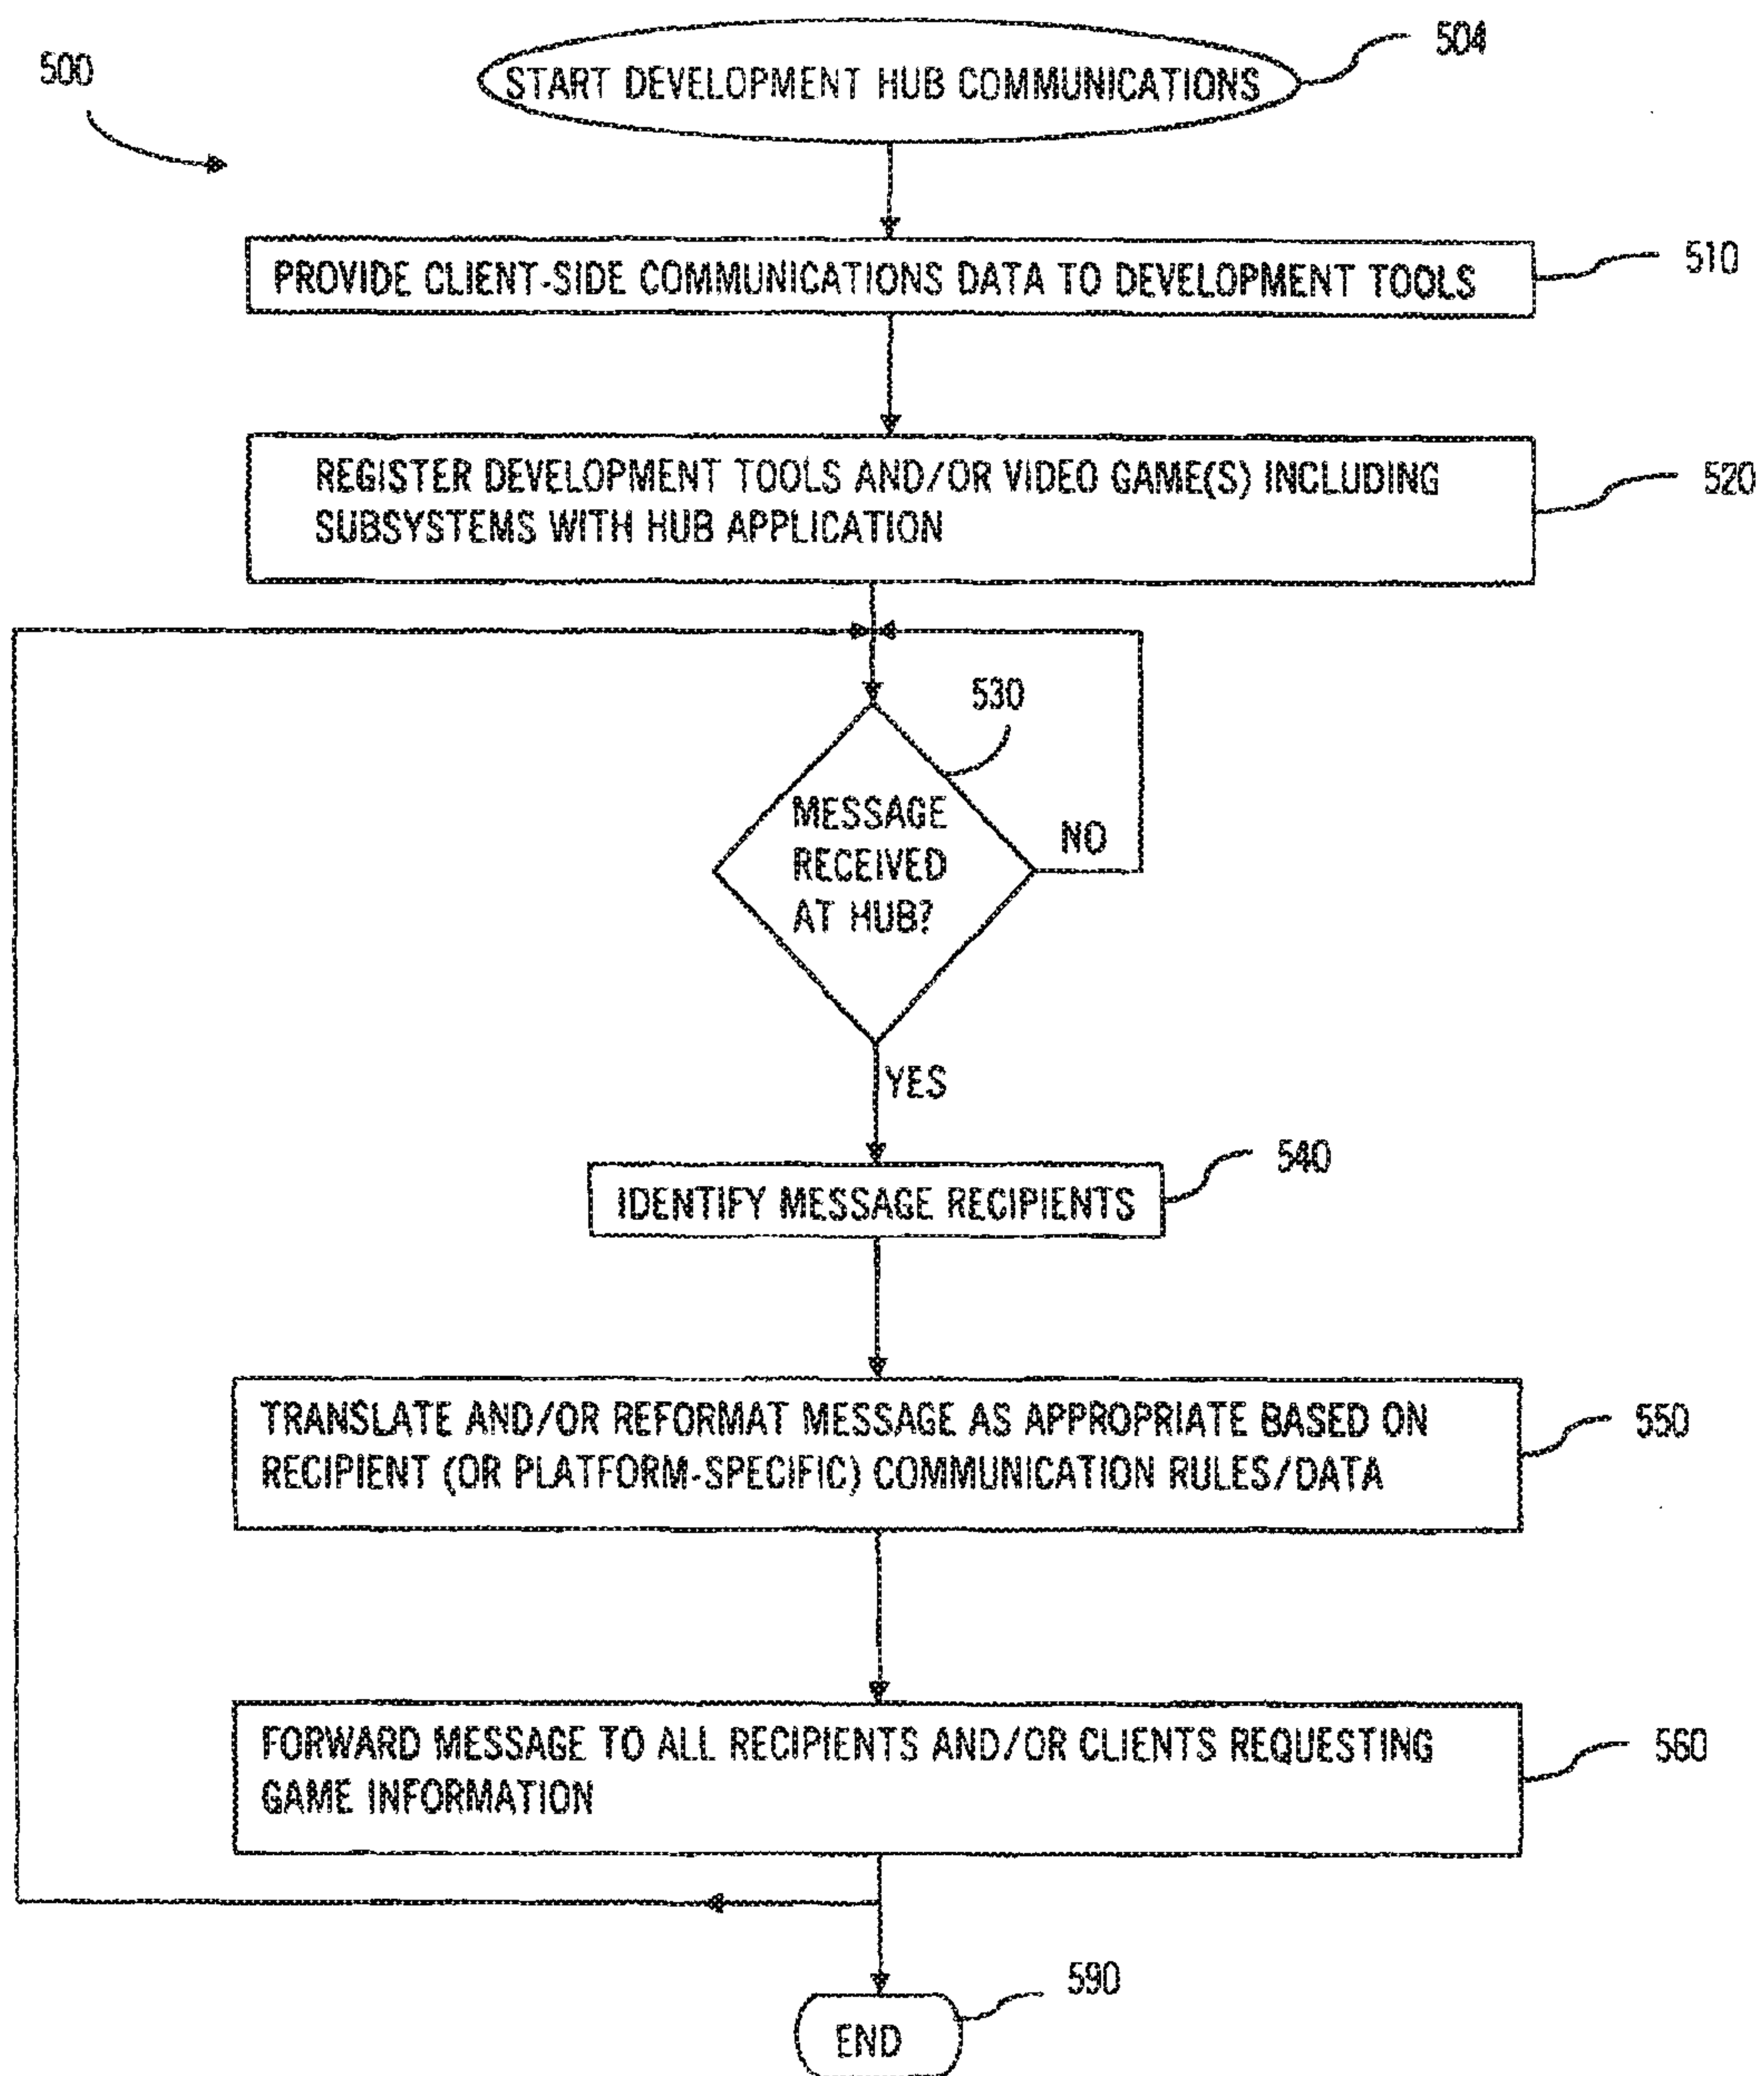 500
START DEVELOPMENT HUB COMMUNICATIONS
504
PROVIDE CLIENT-SIDE COMMUNICATIONS DATA TO DEVELOPMENT TOOLS
510
REGISTER DEVELOPMENT TOOLS AND/OR VIDEO GAME(S) INCLUDING
SUBSYSTEMS WITH HUB APPLICATION
520
530
MESSAGE
RECEIVED
AT HUB?
NO
YES
IDENTIFY MESSAGE RECIPIENTS
540
TRANSLATE AND/OR REFORMAT MESSAGE AS APPROPRIATE BASED ON
RECIPIENT (OR PLATFORM-SPECIFIC) COMMUNICATION RULES/DATA
550
FORWARD MESSAGE TO ALL RECIPIENTS AND/OR CLIENTS REQUESTING
GAME INFORMATION
560
590
END